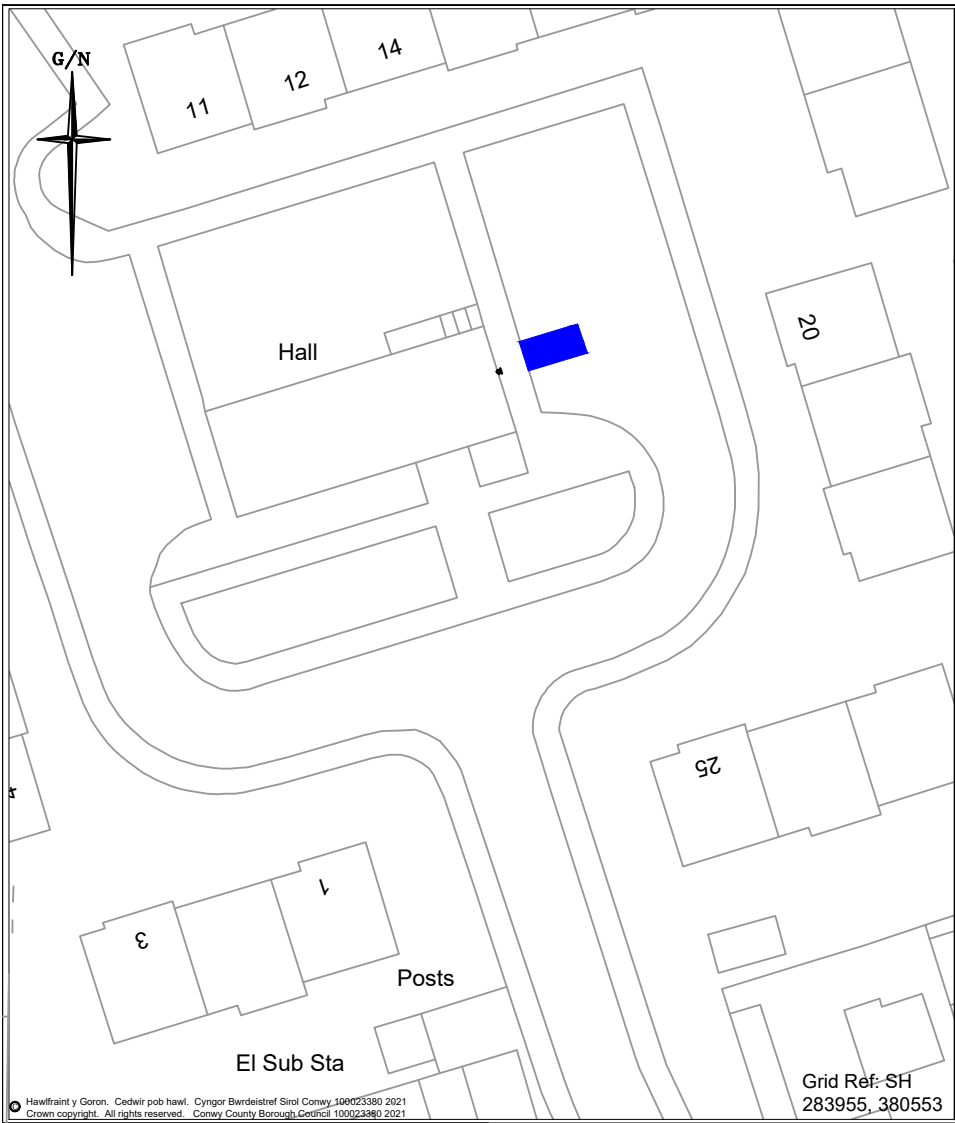 G/N
11
12
14
Hall
20
25
4
1
3
Posts
El Sub Sta
Grid Ref: SH
283955, 380553
© Hawlfraint y Goron. Cedwir pob hawl. Cyngor Bwrdeistref Sirol Conwy 100023380 2021
Crown copyright. All rights reserved. Conwy County Borough Council 100023380 2021